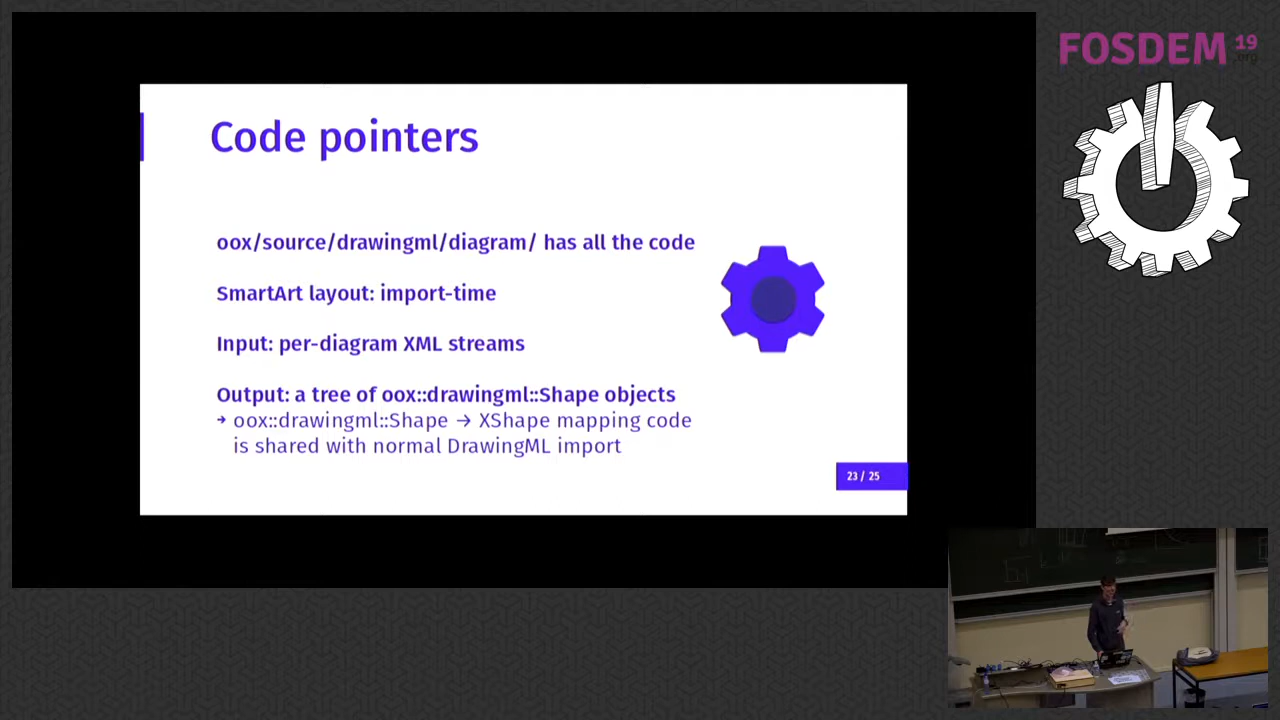 FOSDEM 19
.org
Code pointers
oox/source/drawingml/diagram/ has all the code
SmartArt layout: import-time
Input: per-diagram XML streams
Output: a tree of oox::drawingml::Shape objects
➔ oox::drawingml::Shape → XShape mapping code
is shared with normal DrawingML import
23 / 25